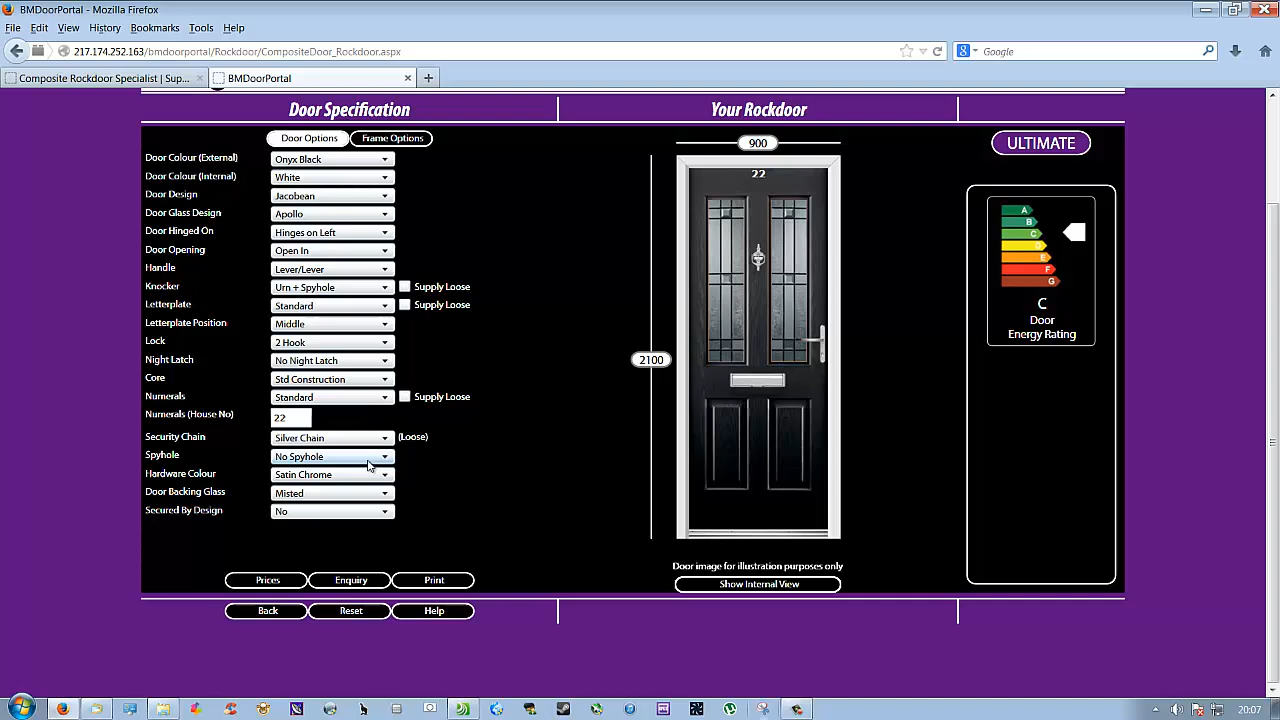 BMDoorPortal - Mozilla Firefox
File Edit View History Bookmarks Tools Help
217.174.252.163/bmdoorportal/Rockdoor/CompositeDoor_Rockdoor.aspx
Google
Composite Rockdoor Specialist | Sup...
BMDoorPortal
Door Specification
Your Rockdoor
Door Options
Frame Options
Door Colour (External) Onyx Black
Door Colour (Internal) White
Door Design Jacobean
Door Glass Design Apollo
Door Hinged On Hinges on Left
Door Opening Open In
Handle Lever/Lever
Knocker Urn + Spyhole Supply Loose
Letterplate Standard Supply Loose
Letterplate Position Middle
Lock 2 Hook
Night Latch No Night Latch
Core Std Construction
Numerals Standard Supply Loose
Numerals (House No) 22
Security Chain Silver Chain (Loose)
Spyhole No Spyhole
Hardware Colour Satin Chrome
Door Backing Glass Misted
Secured By Design No
Prices Enquiry Print
Back Reset Help
900
22
2100
Door image for illustration purposes only
Show Internal View
ULTIMATE
A
B
C
D
E
F
G
C
Door
Energy Rating
20:07